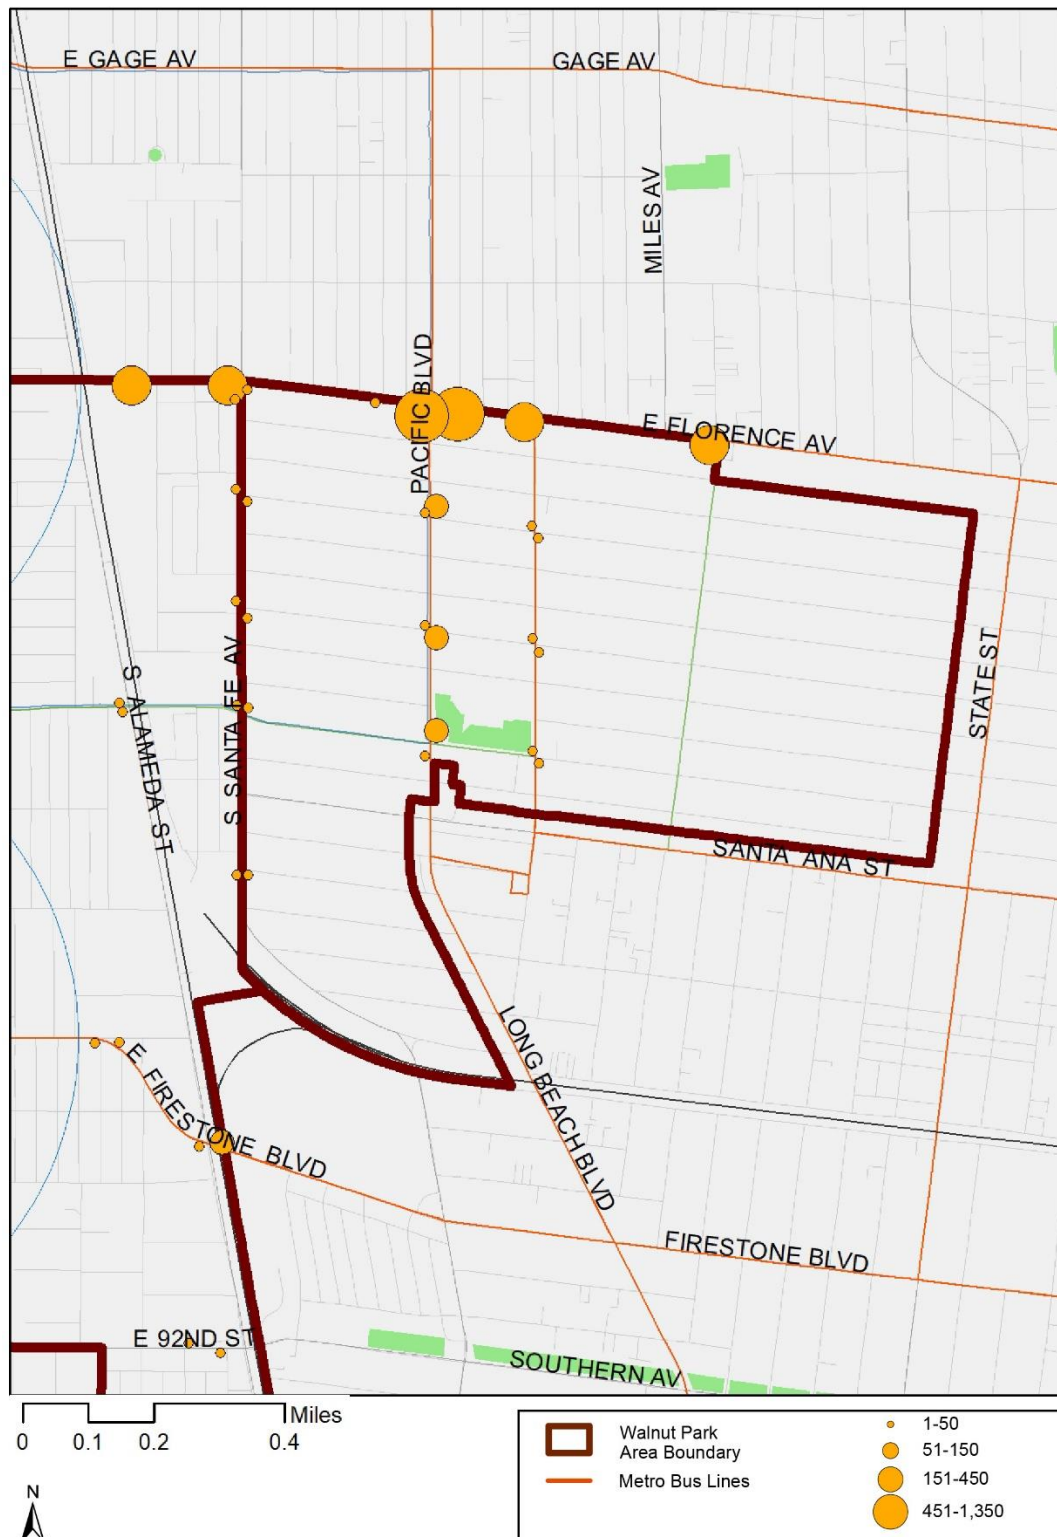 E GAGE AV
GAGE AV
MILES AV
PACIFIC BLVD
E FLORENCE AV
S SANTA FE AV
S ALAMEDA ST
STATE ST
SANTA ANA ST
LONG BEACH BLVD
E FIRESTONE BLVD
FIRESTONE BLVD
E 92ND ST
SOUTHERN AV
Miles
0 0.1 0.2 0.4
N
Walnut Park
Area Boundary
Metro Bus Lines
1-50
51-150
151-450
451-1,350